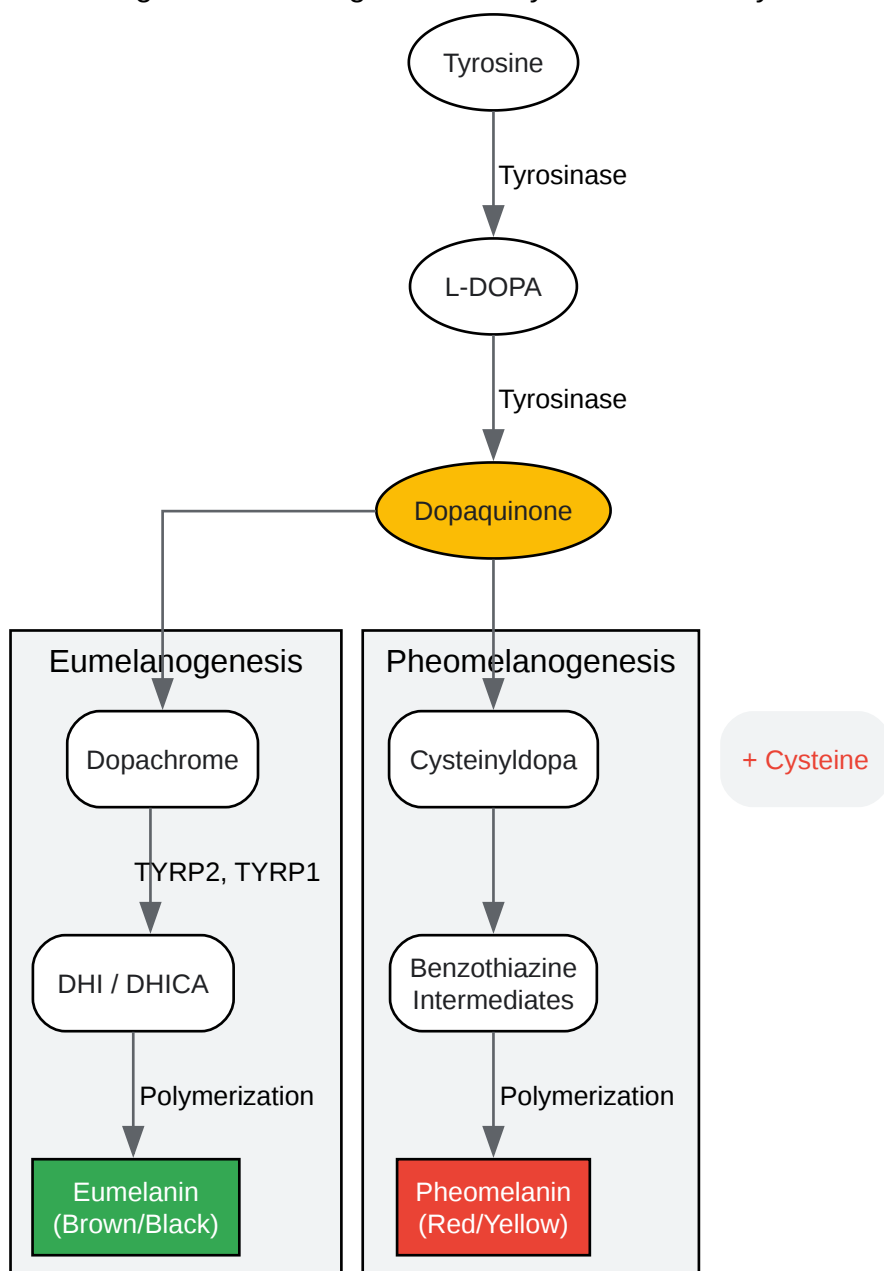 Tyrosine
Tyrosinase
L-DOPA
Tyrosinase
Dopaquinone
Eumelanogenesis
Pheomelanogenesis
Dopachrome
Cysteinyldopa
+ Cysteine
TYRP2, TYRP1
DHI / DHICA
Benzothiazine
Intermediates
Polymerization
Polymerization
Eumelanin
(Brown/Black)
Pheomelanin
(Red/Yellow)